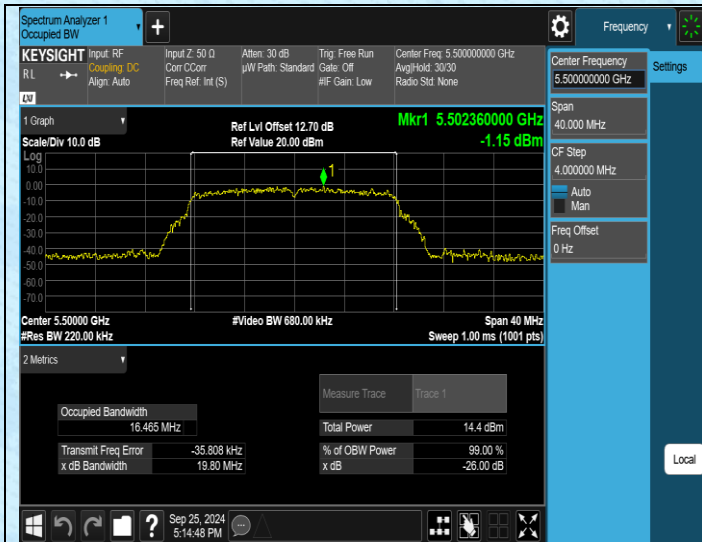 Spectrum Analyzer 1
Occupied BW
Frequency
KEYSIGHT
RL
LXI
Input: RF
Coupling: DC
Align: Auto
Input Z: 50 Ω
Corr CCorr
Freq Ref: Int (S)
Atten: 30 dB
µW Path: Standard
Trig: Free Run
Gate: Off
#IF Gain: Low
Center Freq: 5.500000000 GHz
Avg|Hold: 30/30
Radio Std: None
Center Frequency
5.500000000 GHz
Settings
Span
40.000 MHz
CF Step
4.000000 MHz
Auto
Man
Freq Offset
0 Hz
Local
1 Graph
Scale/Div 10.0 dB
Ref Lvl Offset 12.70 dB
Ref Value 20.00 dBm
Mkr1 5.502360000 GHz
-1.15 dBm
Log
10.0
0.00
-10.0
-20.0
-30.0
-40.0
-50.0
-60.0
-70.0
1
Center 5.50000 GHz
#Video BW 680.00 kHz
Span 40 MHz
#Res BW 220.00 kHz
Sweep 1.00 ms (1001 pts)
2 Metrics
Measure Trace
Trace 1
Occupied Bandwidth
16.465 MHz
Total Power
14.4 dBm
Transmit Freq Error
-35.808 kHz
% of OBW Power
99.00 %
x dB Bandwidth
19.80 MHz
x dB
-26.00 dB
?
Sep 25, 2024
5:14:48 PM